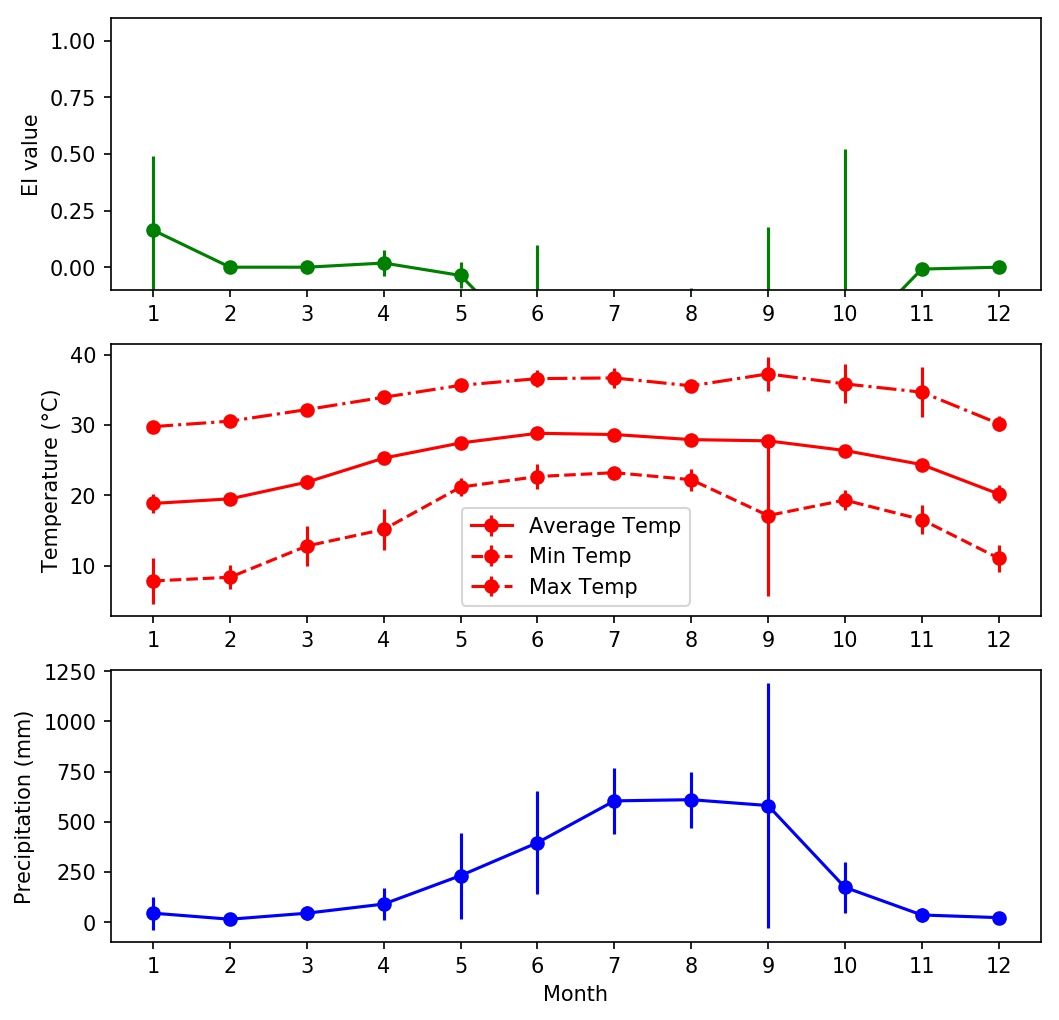 EI value
1.00
0.75
0.50
0.25
0.00
1 2 3 4 5 6 7 8 9 10 11 12
Temperature (°C)
40
30
20
10
Average Temp
Min Temp
Max Temp
1 2 3 4 5 6 7 8 9 10 11 12
Precipitation (mm)
1250
1000
750
500
250
0
1 2 3 4 5 6 7 8 9 10 11 12
Month